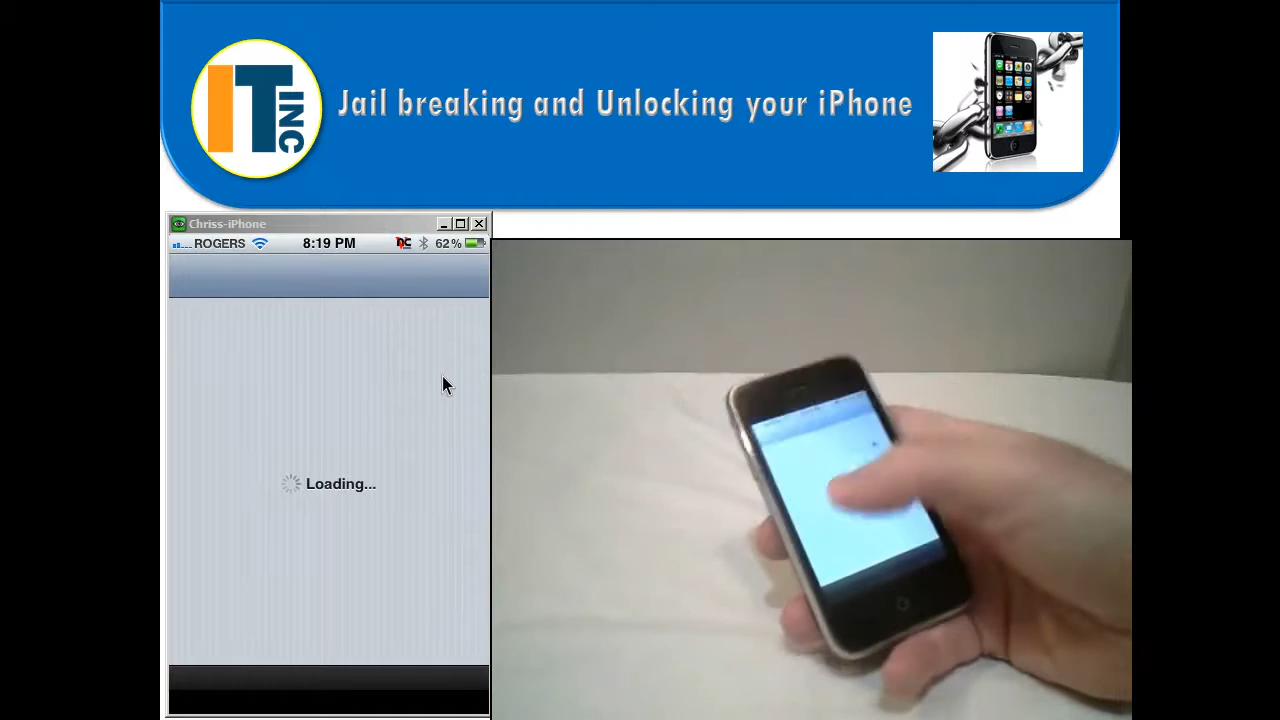 IT
INC
Jail breaking and Unlocking your iPhone
Chriss-iPhone
ROGERS 8:19 PM 62%
Loading...